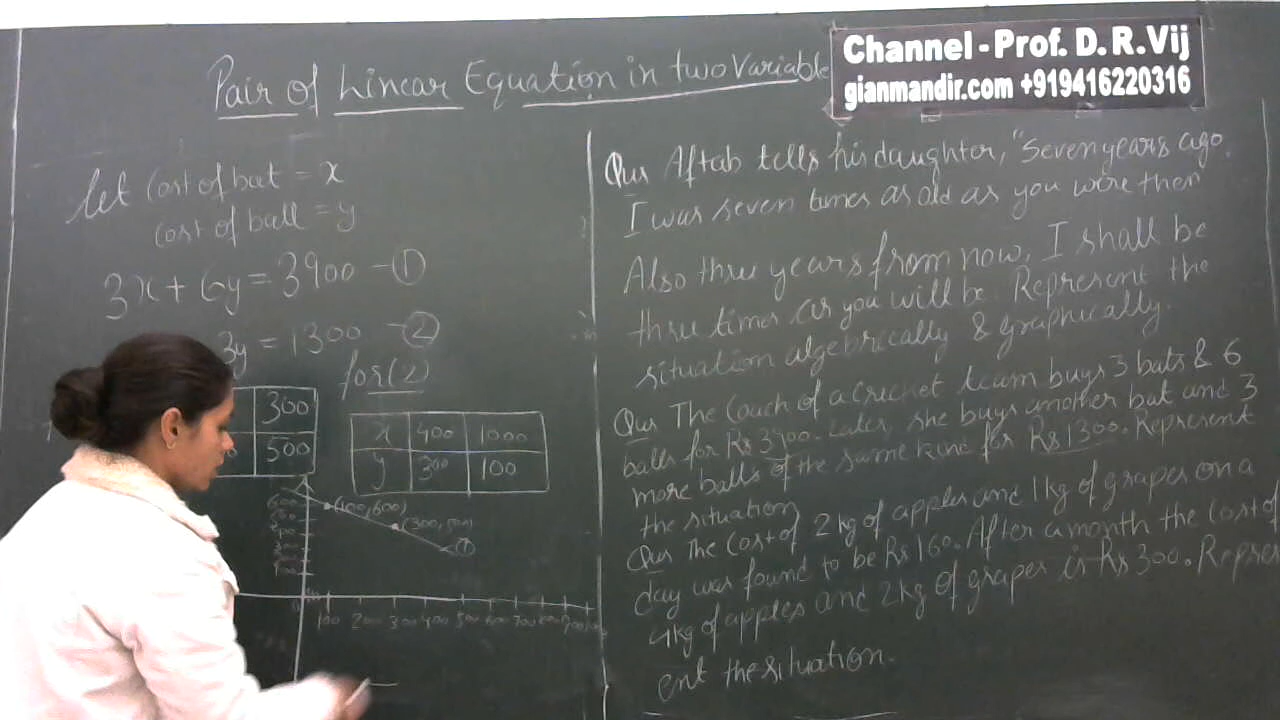 Pair of Linear Equation in two Variable
Channel - Prof. D. R. Vij
gianmandir.com +919416220316
let Cost of bat = x
cost of ball = y
3x + 6y = 3900 - ①
3y = 1300 - ②
for (2)
300
500
x 400 1000
y 300 100
(100,600)
(300,500)
①
100 200 300 400 500 600 700 800 900
Qus Aftab tells his daughter, "Seven years ago
I was seven times as old as you were then
Also three years from now, I shall be
three times as you will be. Represent the
situation algebrically & graphically.
Qus The Couch of a Cricket team buys 3 bats & 6
balls for Rs 3900. Later, she buys another bat and 3
more balls of the same kind for Rs 1300. Represent
the situation
Qus The Cost of 2 kg of apples and 1 kg of grapes on a
day was found to be Rs 160. After a month the Cost of
4kg of apples and 2kg of grapes is Rs 300. Repres
ent the situation.